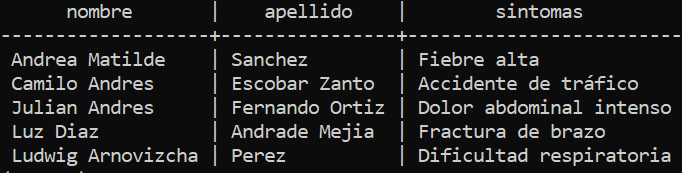 nombre | apellido | sintomas
-------------------+----------------+-------------------------
Andrea Matilde | Sanchez | Fiebre alta
Camilo Andres | Escobar Zanto | Accidente de tráfico
Julian Andres | Fernando Ortiz | Dolor abdominal intenso
Luz Diaz | Andrade Mejia | Fractura de brazo
Ludwig Arnovizcha | Perez | Dificultad respiratoria